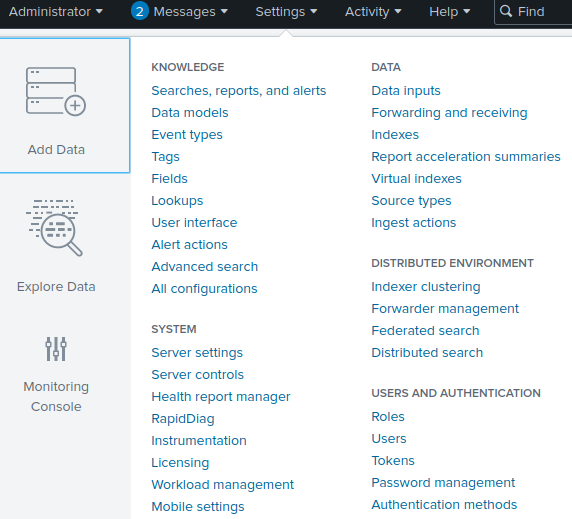 Administrator 2 Messages Settings Activity Help Find
Add Data
Explore Data
Monitoring
Console
KNOWLEDGE
Searches, reports, and alerts
Data models
Event types
Tags
Fields
Lookups
User interface
Alert actions
Advanced search
All configurations
SYSTEM
Server settings
Server controls
Health report manager
RapidDiag
Instrumentation
Licensing
Workload management
Mobile settings
DATA
Data inputs
Forwarding and receiving
Indexes
Report acceleration summaries
Virtual indexes
Source types
Ingest actions
DISTRIBUTED ENVIRONMENT
Indexer clustering
Forwarder management
Federated search
Distributed search
USERS AND AUTHENTICATION
Roles
Users
Tokens
Password management
Authentication methods